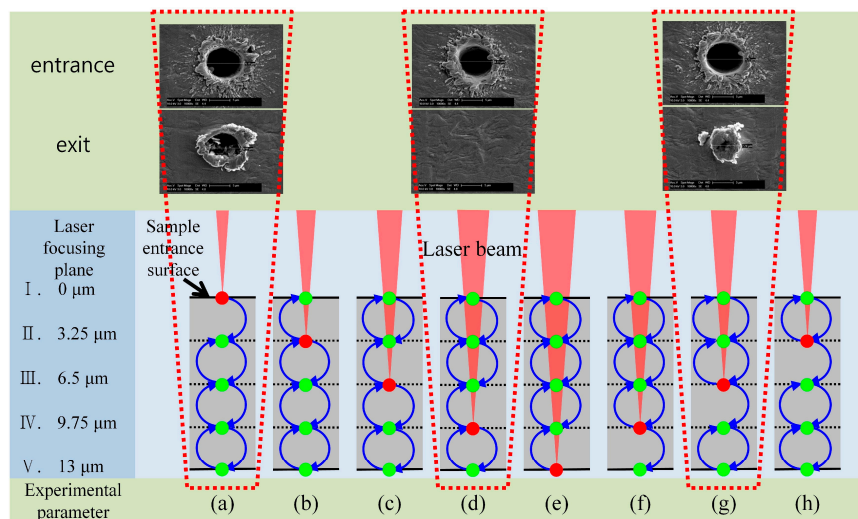 entrance
exit
Laser
focusing
plane
Sample
entrance
surface
Laser beam
Ⅰ. 0 μm
Ⅱ. 3.25 μm
Ⅲ. 6.5 μm
Ⅳ. 9.75 μm
Ⅴ. 13 μm
Experimental
parameter
(a) (b) (c) (d) (e) (f) (g) (h)